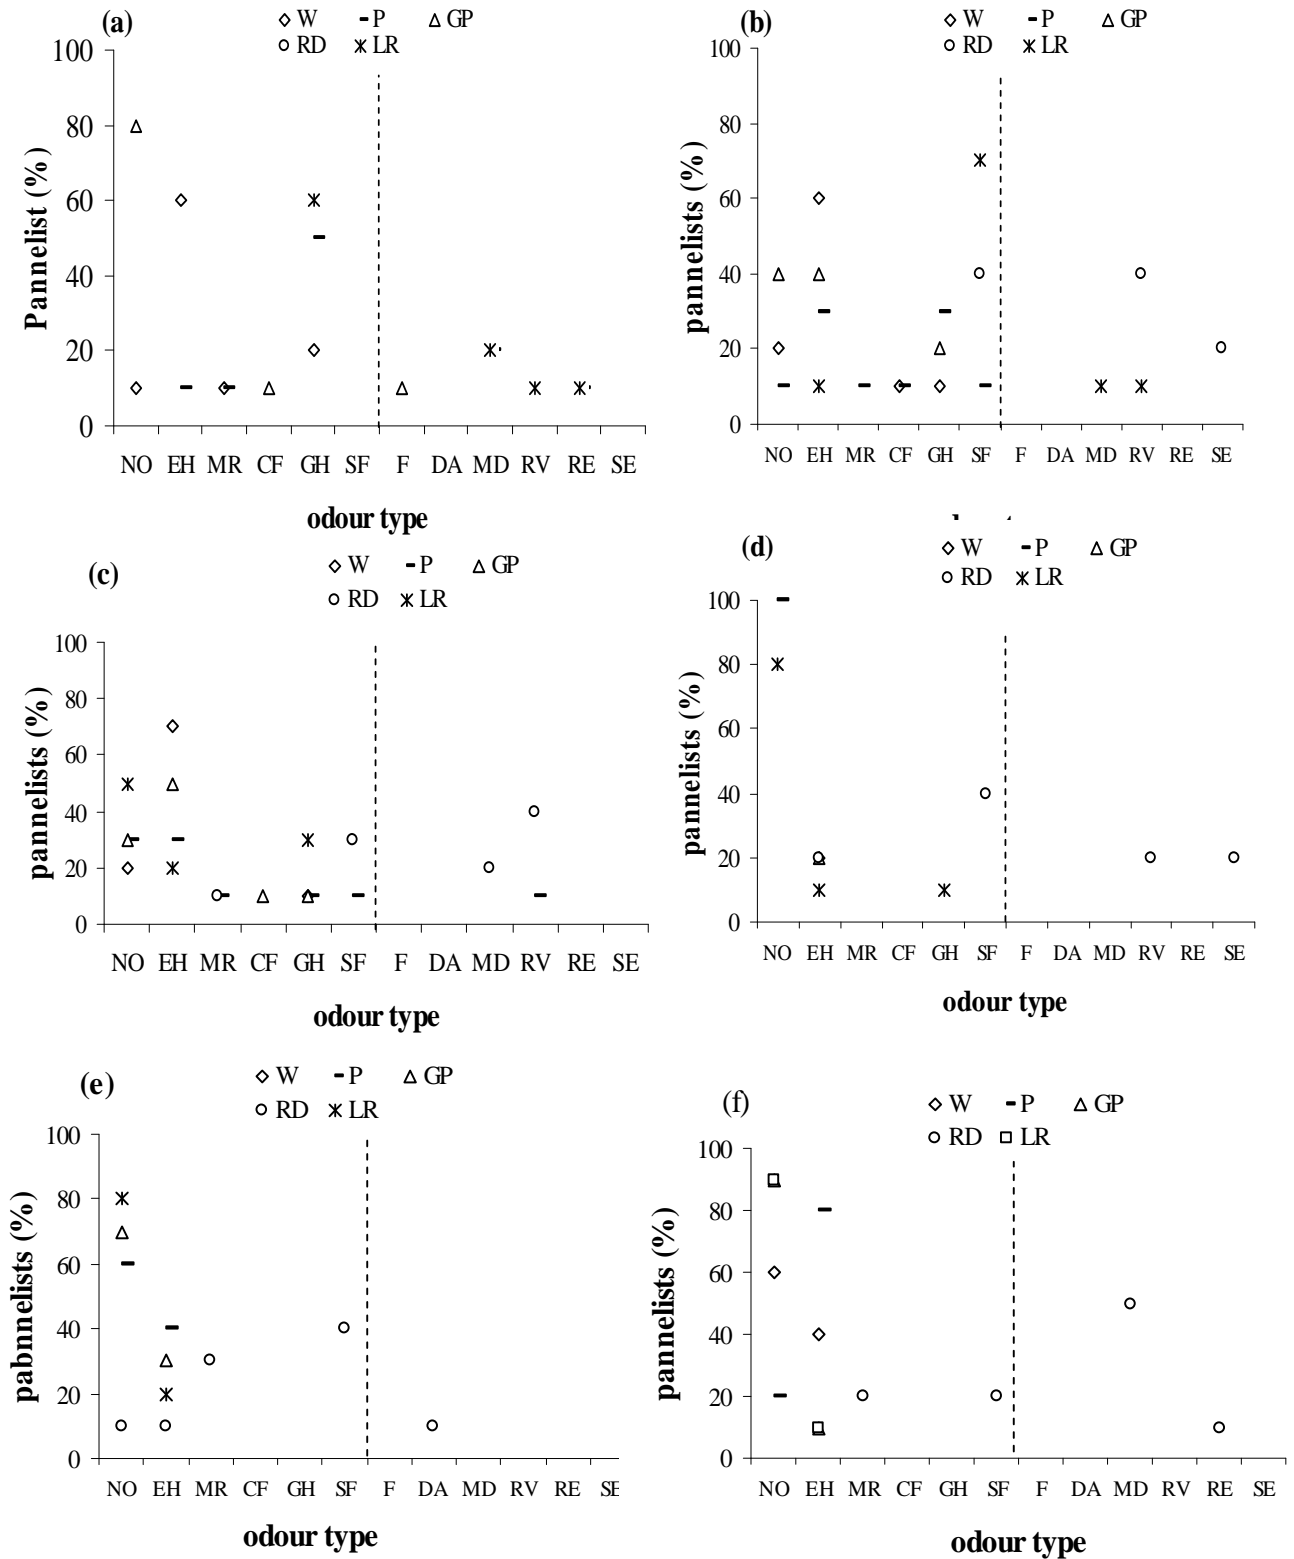 (a)
W P GP
RD LR
100
80
60
40
20
0
Pannelist (%)
NO EH MR CF GH SF F DA MD RV RE SE
odour type
(b)
W P GP
RD LR
100
80
60
40
20
0
pannelists (%)
NO EH MR CF GH SF F DA MD RV RE SE
(c)
W P GP
RD LR
100
80
60
40
20
0
pannelists (%)
NO EH MR CF GH SF F DA MD RV RE SE
odour type
(d)
W P GP
RD LR
100
80
60
40
20
0
pannelists (%)
NO EH MR CF GH SF F DA MD RV RE SE
odour type
(e)
W P GP
RD LR
100
80
60
40
20
0
pabnnelists (%)
NO EH MR CF GH SF F DA MD RV RE SE
odour type
(f)
W P GP
RD LR
100
80
60
40
20
0
pannelists (%)
NO EH MR CF GH SF F DA MD RV RE SE
odour type